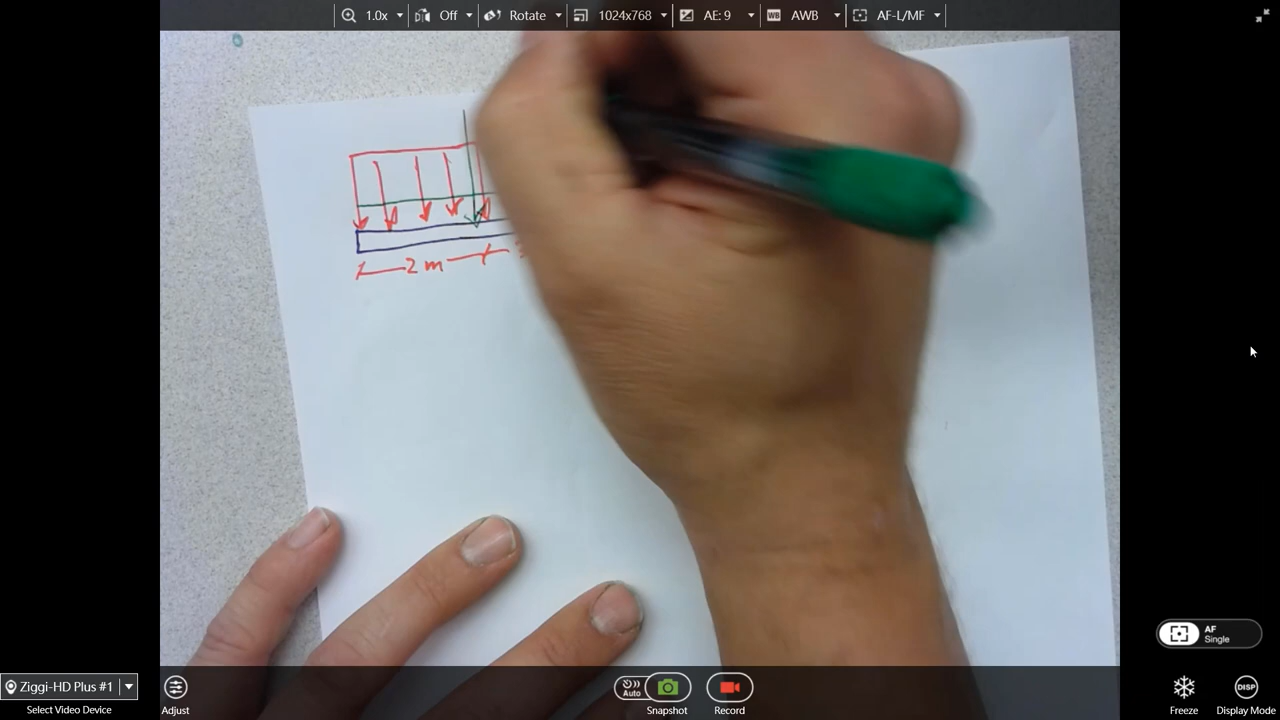 1.0x Off Rotate 1024x768 AE: 9 WB AWB AF-L/MF
2 m
AF
Single
Ziggi-HD Plus #1
Select Video Device
Adjust
Auto
Snapshot
Record
Freeze
DISP
Display Mode